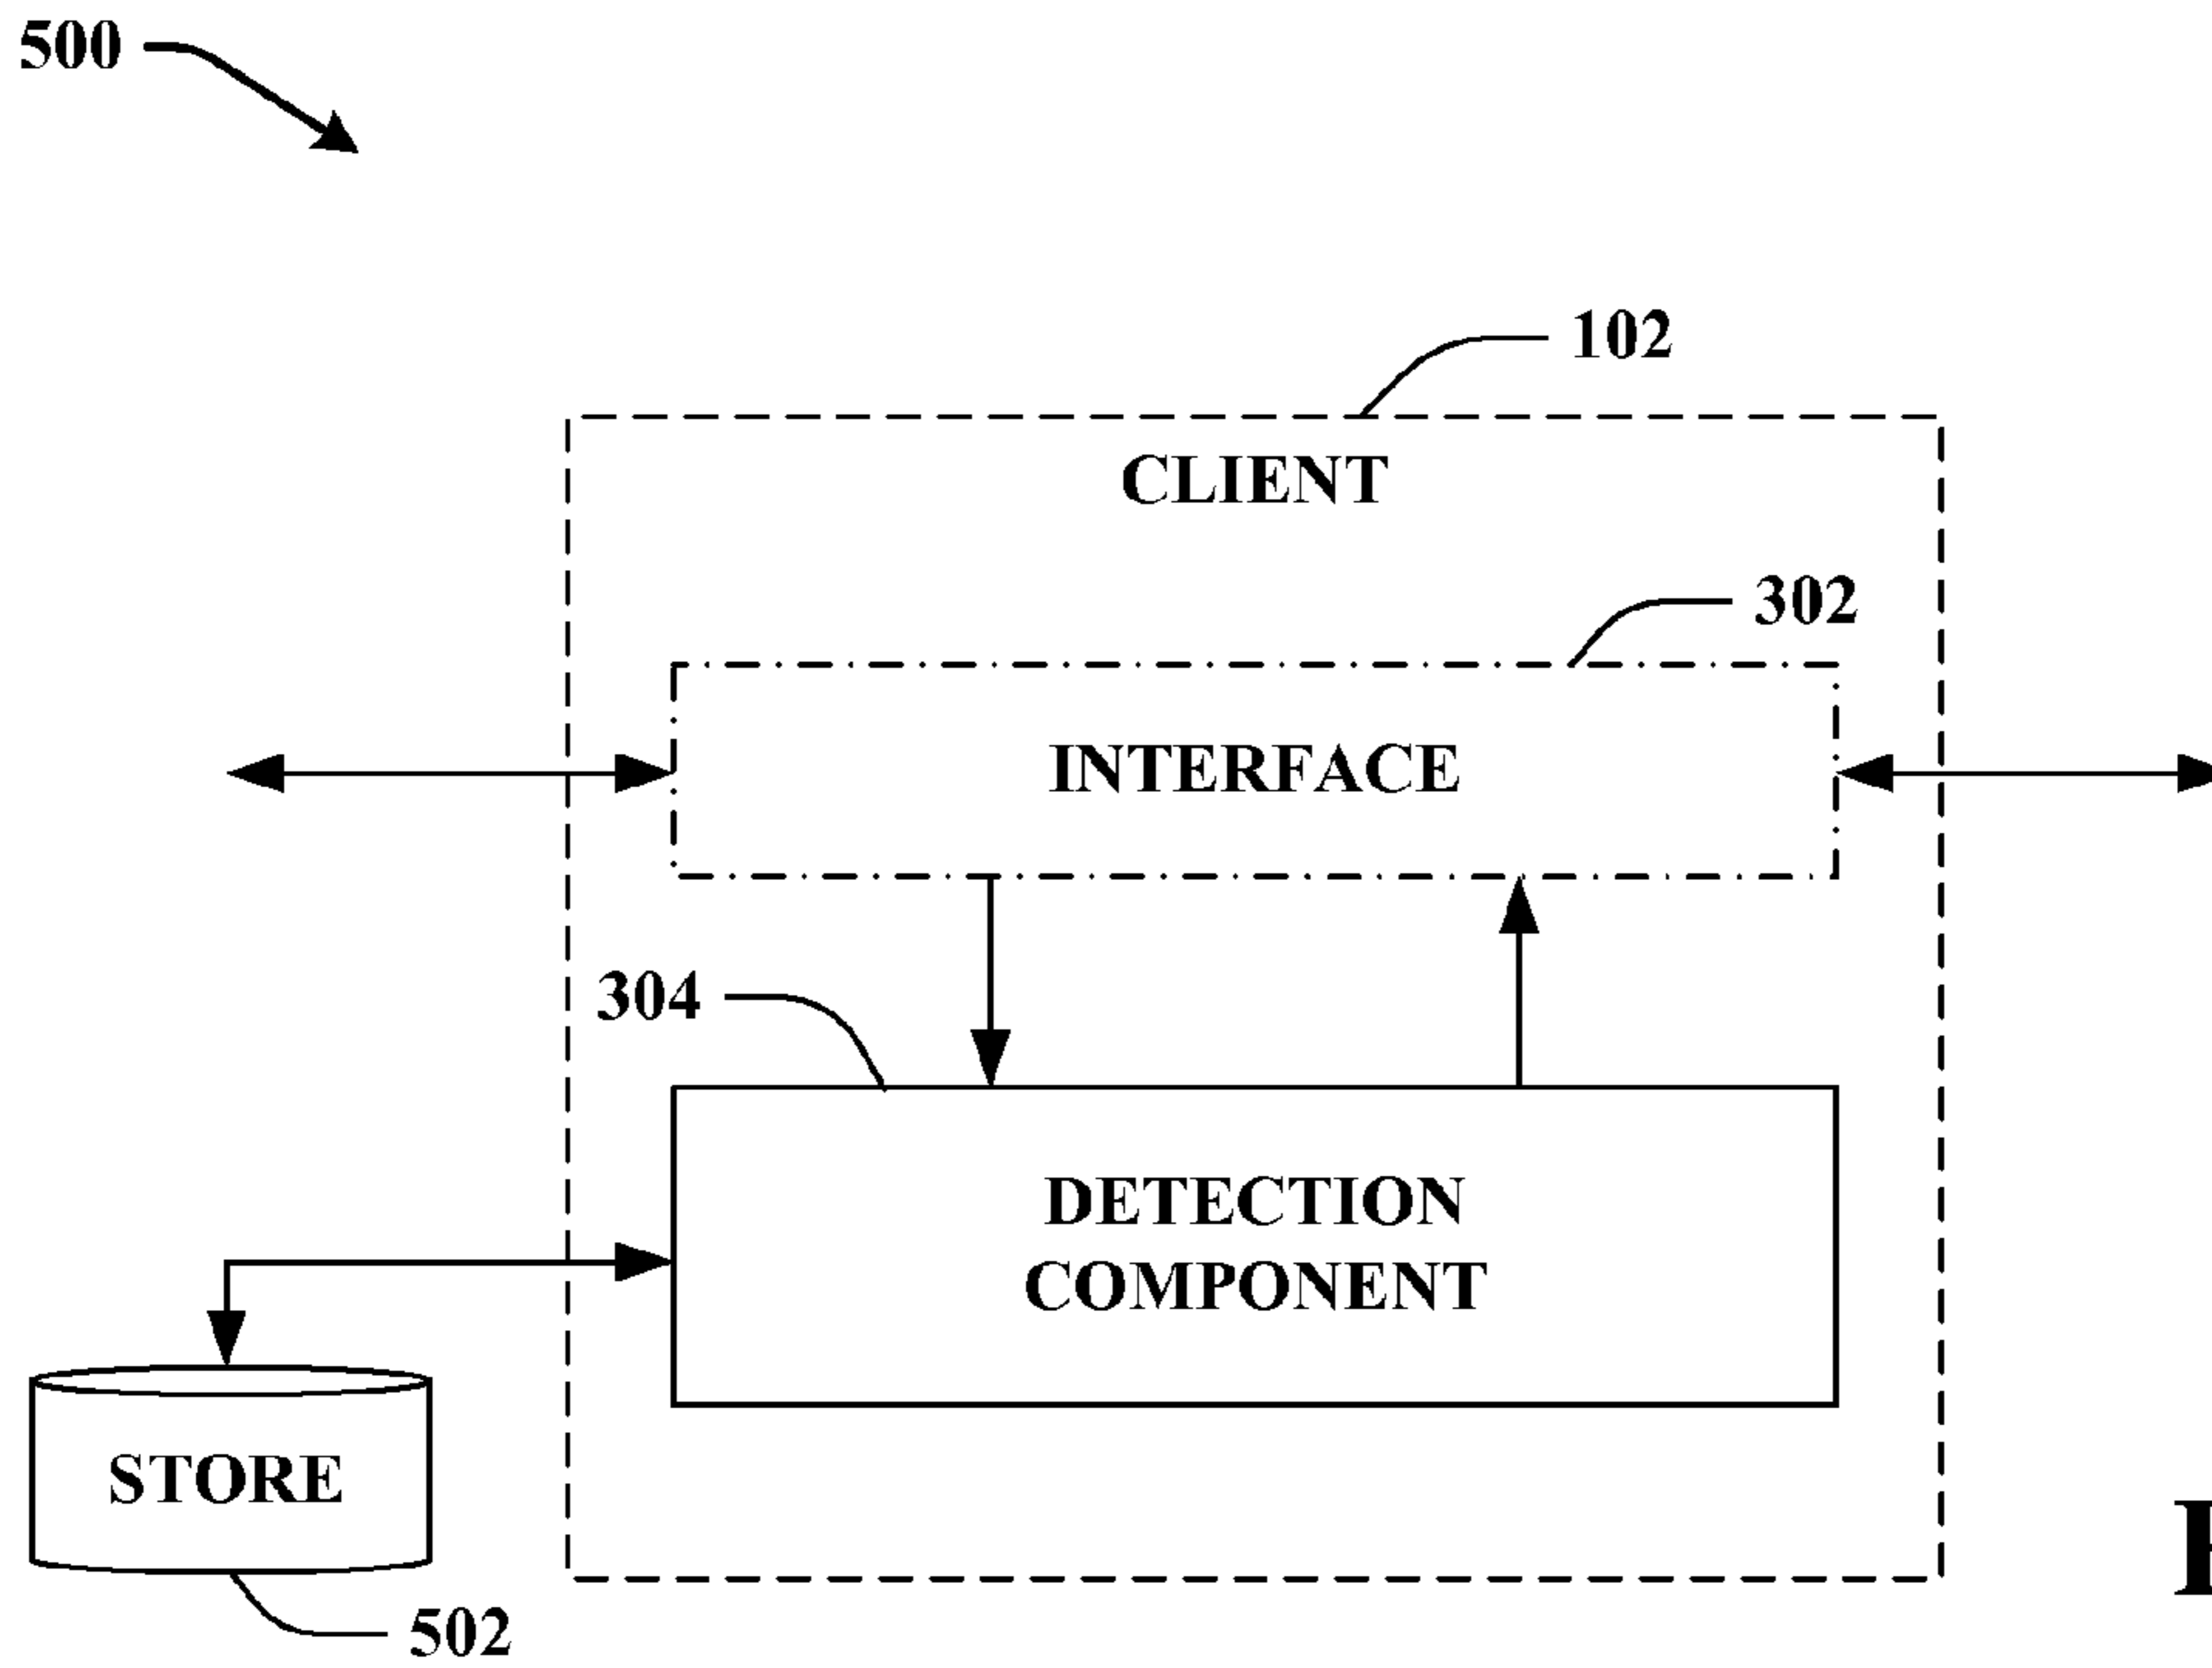 500
102
CLIENT
302
INTERFACE
304
DETECTION
COMPONENT
STORE
502